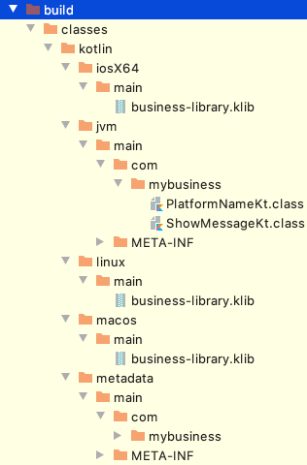 build
classes
kotlin
iosX64
main
business-library.klib
jvm
main
com
mybusiness
PlatformNameKt.class
ShowMessageKt.class
META-INF
linux
main
business-library.klib
macos
main
business-library.klib
metadata
main
com
mybusiness
META-INF